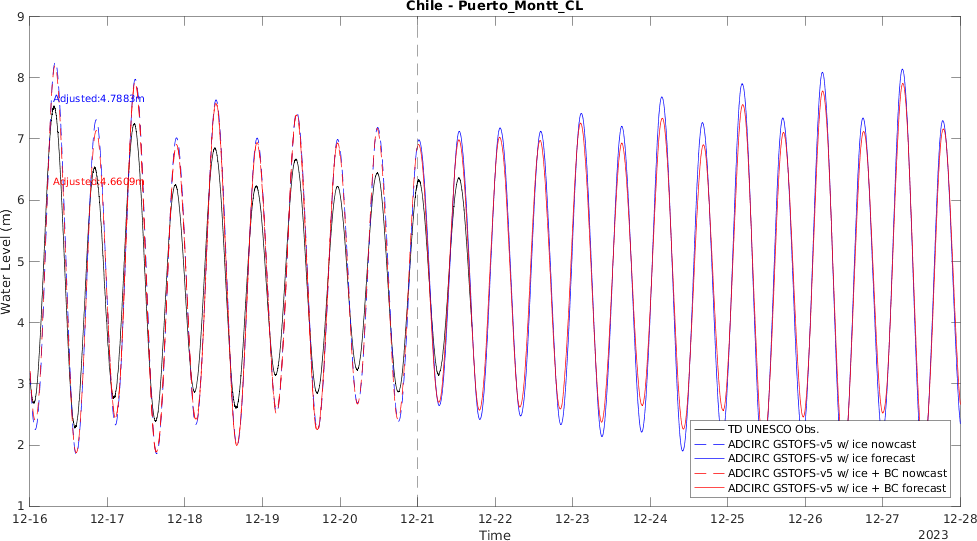 Chile - Puerto_Montt_CL
9
8
7
6
5
4
3
2
1
Water Level (m)
Adjusted:4.7883m
Adjusted:4.6609m
TD UNESCO Obs.
ADCIRC GSTOFS-v5 w/ ice nowcast
ADCIRC GSTOFS-v5 w/ ice forecast
ADCIRC GSTOFS-v5 w/ ice + BC nowcast
ADCIRC GSTOFS-v5 w/ ice + BC forecast
12-16 12-17 12-18 12-19 12-20 12-21 12-22 12-23 12-24 12-25 12-26 12-27 12-28
Time
2023